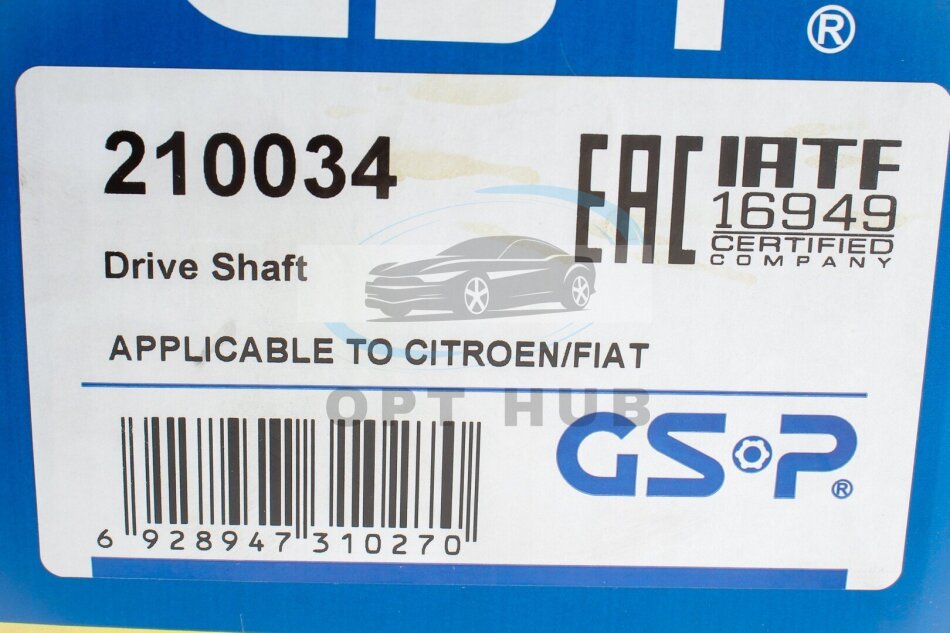 ®
210034
EAC
IATF
16949
CERTIFIED
COMPANY
Drive Shaft
APPLICABLE TO CITROEN/FIAT
OPT HUB
GSP®
6 928947 310270